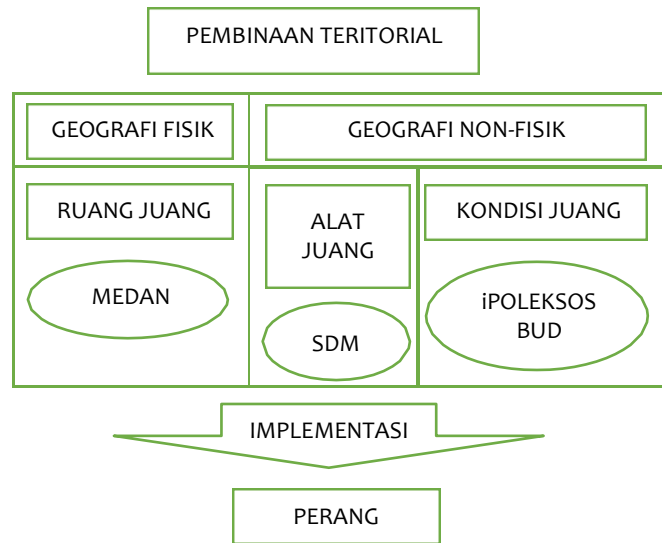 PEMBINAAN TERITORIAL
GEOGRAFI FISIK
GEOGRAFI NON-FISIK
RUANG JUANG
MEDAN
ALAT
JUANG
SDM
KONDISI JUANG
iPOLEKSOS
BUD
IMPLEMENTASI
PERANG